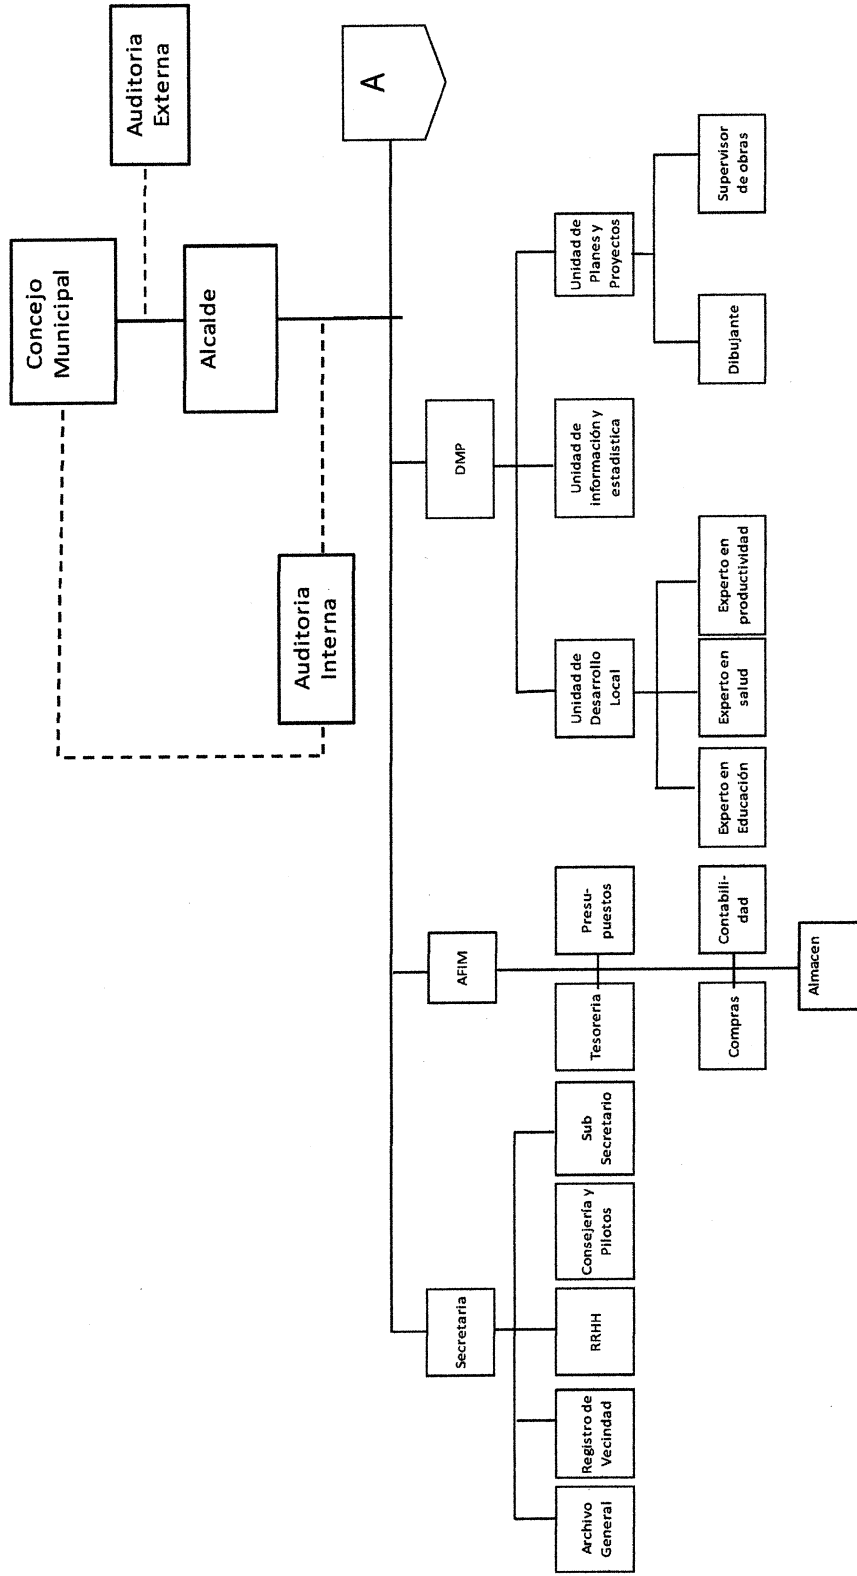 Concejo
Municipal
Auditoria
Externa
Alcalde
Auditoria
Interna
A
Secretaria
AFIM
DMP
Archivo
General
Registro de
Vecindad
RRHH
Consejería y
Pilotos
Sub
Secretario
Tesoreria
Presu-
puestos
Unidad de
Desarrollo
Local
Unidad de
información y
estadística
Unidad de
Planes y
Proyectos
Compras
Contabili-
dad
Experto en
Educación
Experto en
salud
Experto en
productividad
Dibujante
Supervisor
de obras
Almacen